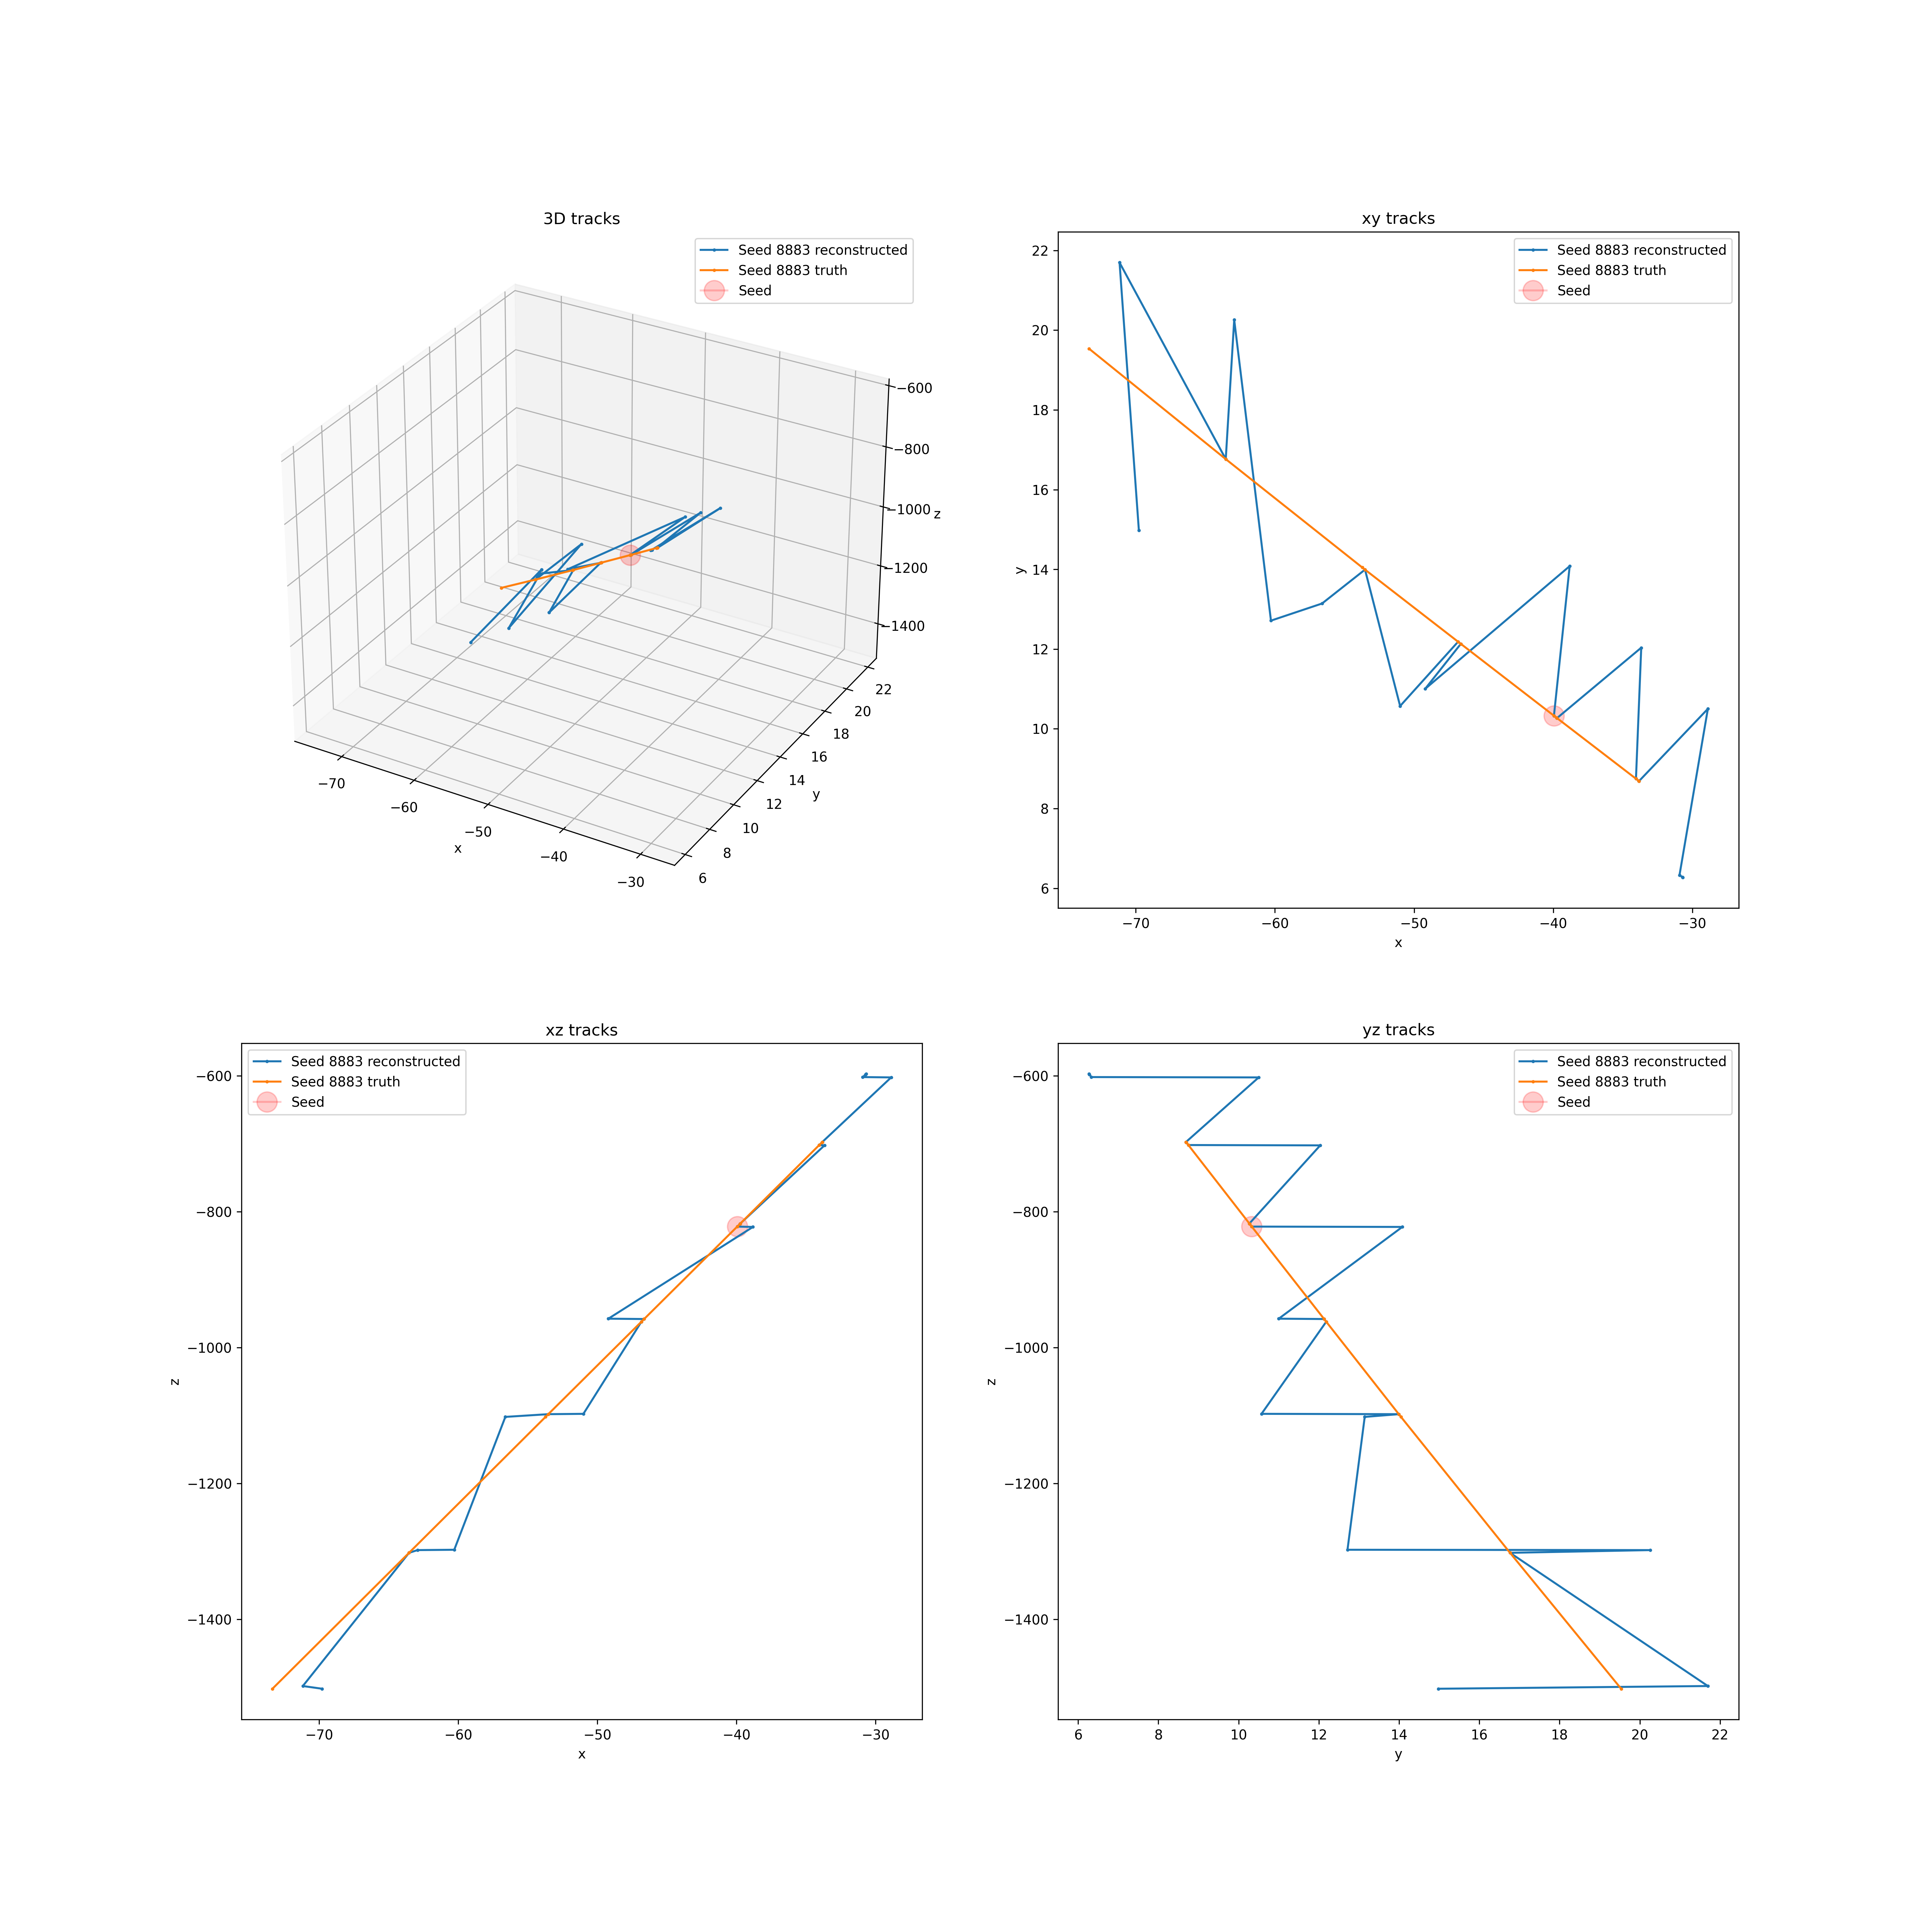 3D tracks
Seed 8883 reconstructed
Seed 8883 truth
Seed
−600
−800
−1000
−1200
−1400
z
22
20
18
16
14
12
10
8
6
y
−70
−60
−50
−40
−30
x
xy tracks
Seed 8883 reconstructed
Seed 8883 truth
Seed
22
20
18
16
14
12
10
8
6
y
−70
−60
−50
−40
−30
x
xz tracks
Seed 8883 reconstructed
Seed 8883 truth
Seed
−600
−800
−1000
−1200
−1400
z
−70
−60
−50
−40
−30
x
yz tracks
Seed 8883 reconstructed
Seed 8883 truth
Seed
−600
−800
−1000
−1200
−1400
z
6
8
10
12
14
16
18
20
22
y